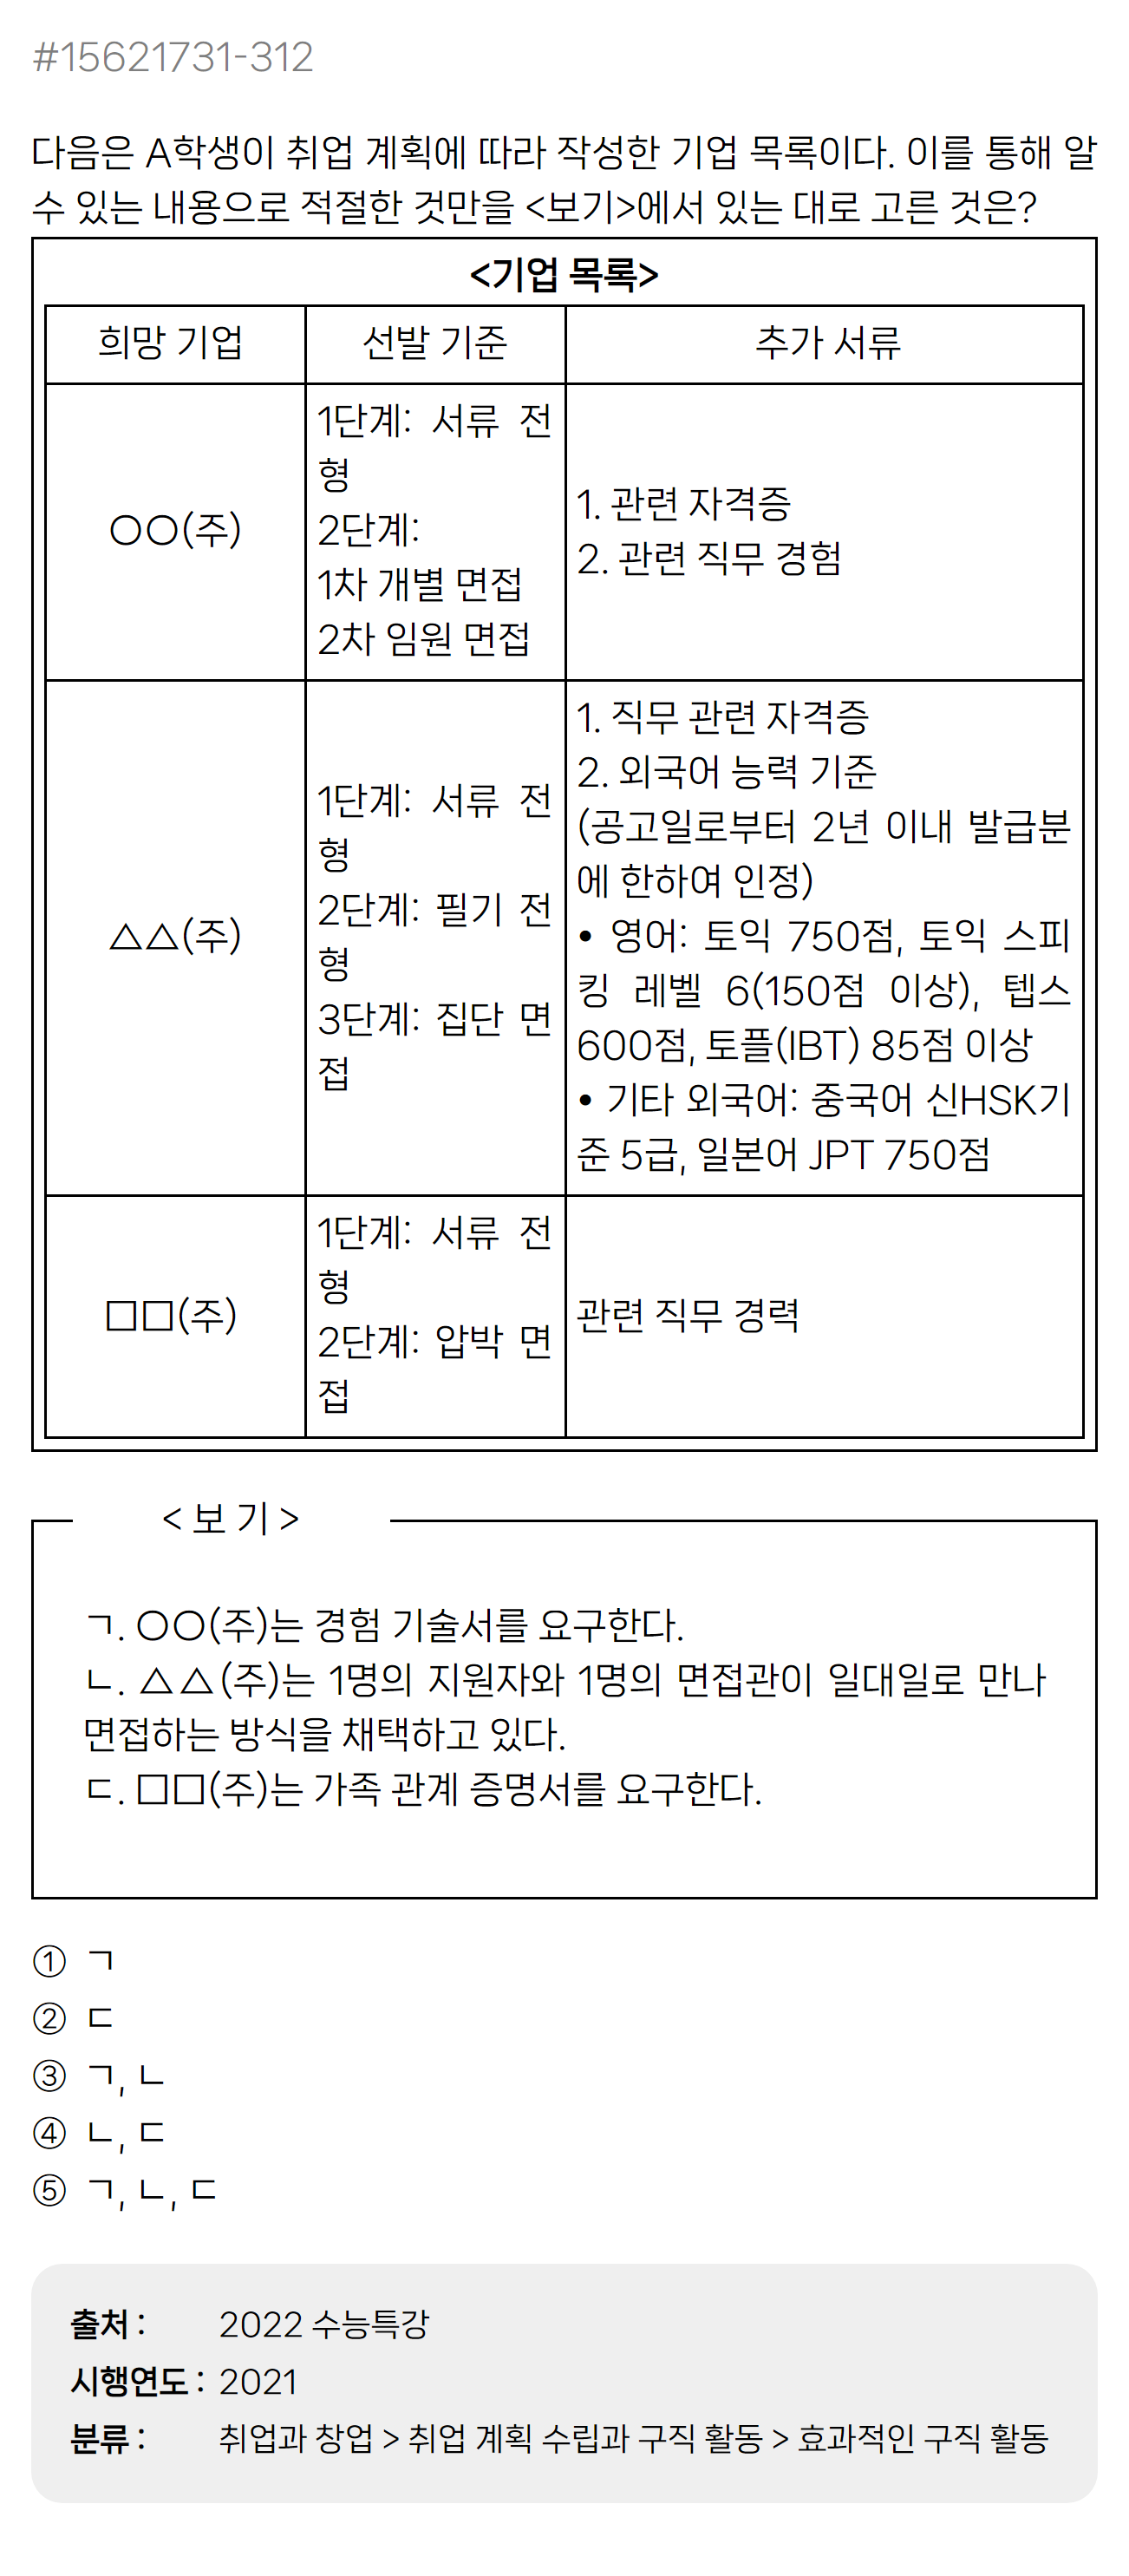 #15621731-312
다음은 A학생이 취업 계획에 따라 작성한 기업 목록이다. 이를 통해 알
수 있는 내용으로 적절한 것만을 <보기>에서 있는 대로 고른 것은?
<기업 목록>
희망 기업
선발 기준
추가 서류
○○(주)
1단계: 서류 전
형
2단계:
1차 개별 면접
2차 임원 면접
1. 관련 자격증
2. 관련 직무 경험
△△(주)
1단계: 서류 전
형
2단계: 필기 전
형
3단계: 집단 면
접
1. 직무 관련 자격증
2. 외국어 능력 기준
(공고일로부터 2년 이내 발급분
에 한하여 인정)
• 영어: 토익 750점, 토익 스피
킹 레벨 6(150점 이상), 텝스
600점, 토플(IBT) 85점 이상
• 기타 외국어: 중국어 신HSK기
준 5급, 일본어 JPT 750점
□□(주)
1단계: 서류 전
형
2단계: 압박 면
접
관련 직무 경력
< 보 기 >
ㄱ. ○○(주)는 경험 기술서를 요구한다.
ㄴ. △△(주)는 1명의 지원자와 1명의 면접관이 일대일로 만나
면접하는 방식을 채택하고 있다.
ㄷ. □□(주)는 가족 관계 증명서를 요구한다.
① ㄱ
② ㄷ
③ ㄱ, ㄴ
④ ㄴ, ㄷ
⑤ ㄱ, ㄴ, ㄷ
출처 : 2022 수능특강
시행연도 : 2021
분류 : 취업과 창업 > 취업 계획 수립과 구직 활동 > 효과적인 구직 활동